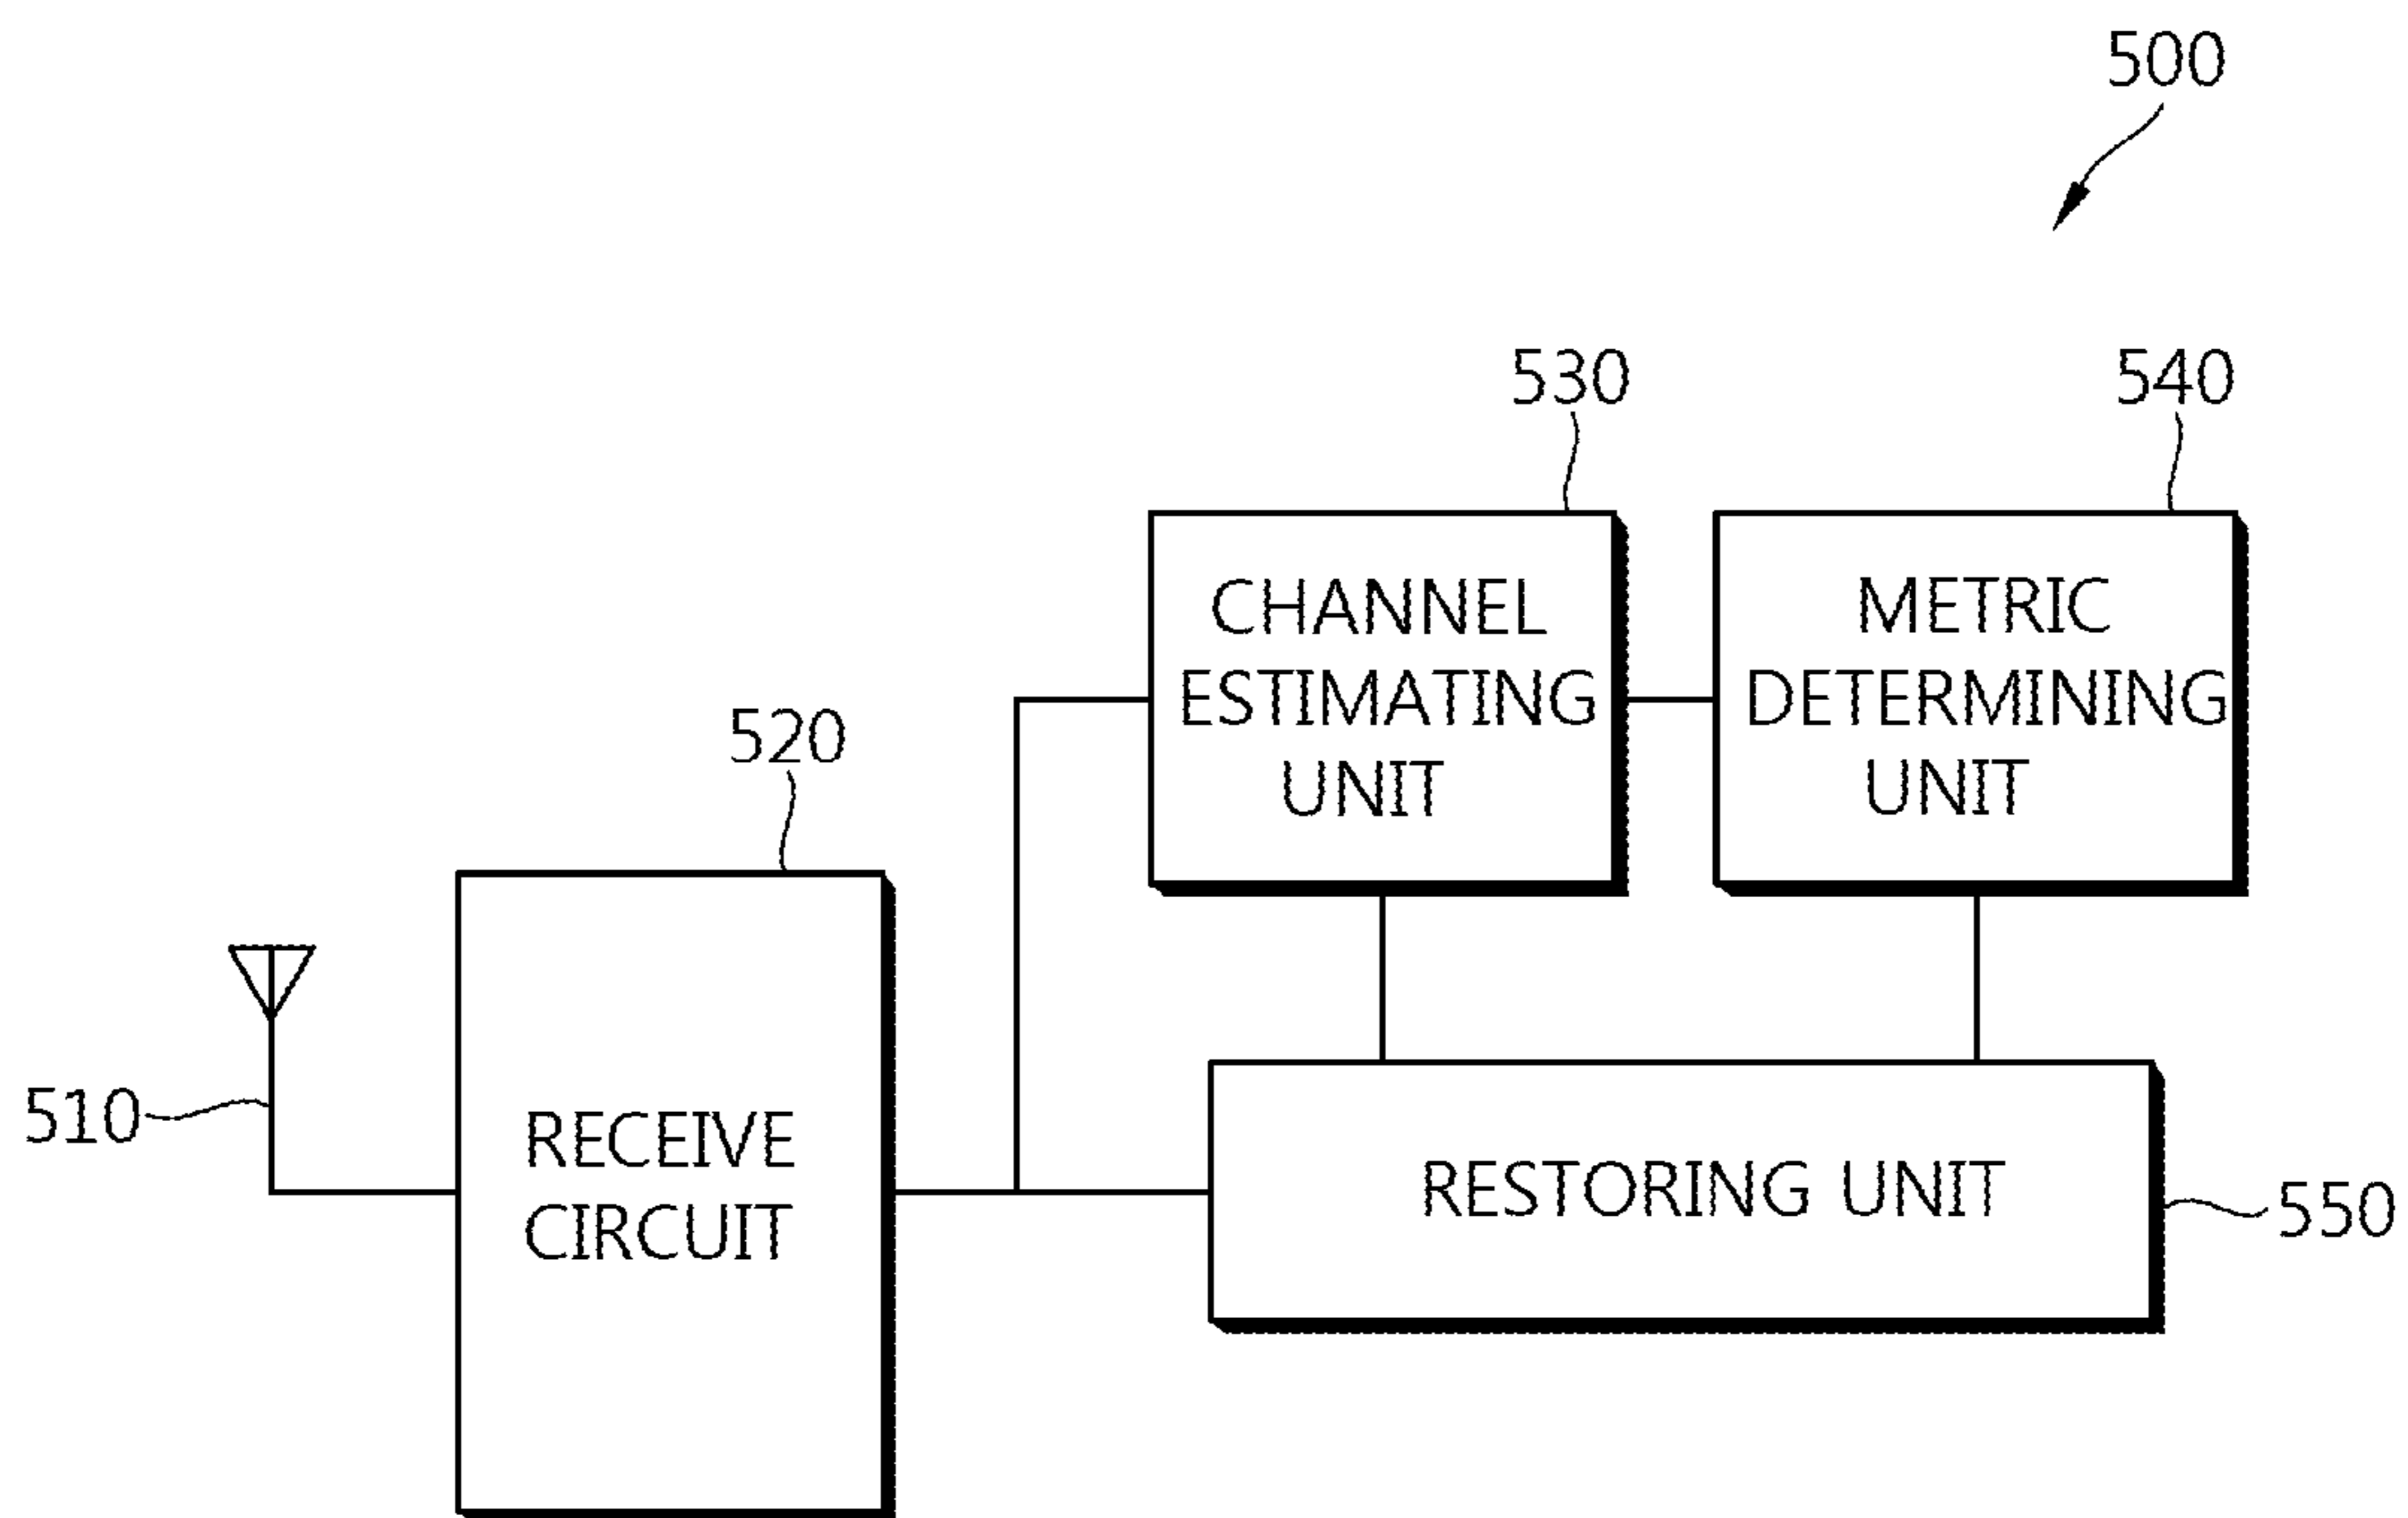 500
530
540
CHANNEL
ESTIMATING
UNIT
METRIC
DETERMINING
UNIT
520
510
RECEIVE
CIRCUIT
RESTORING UNIT
550